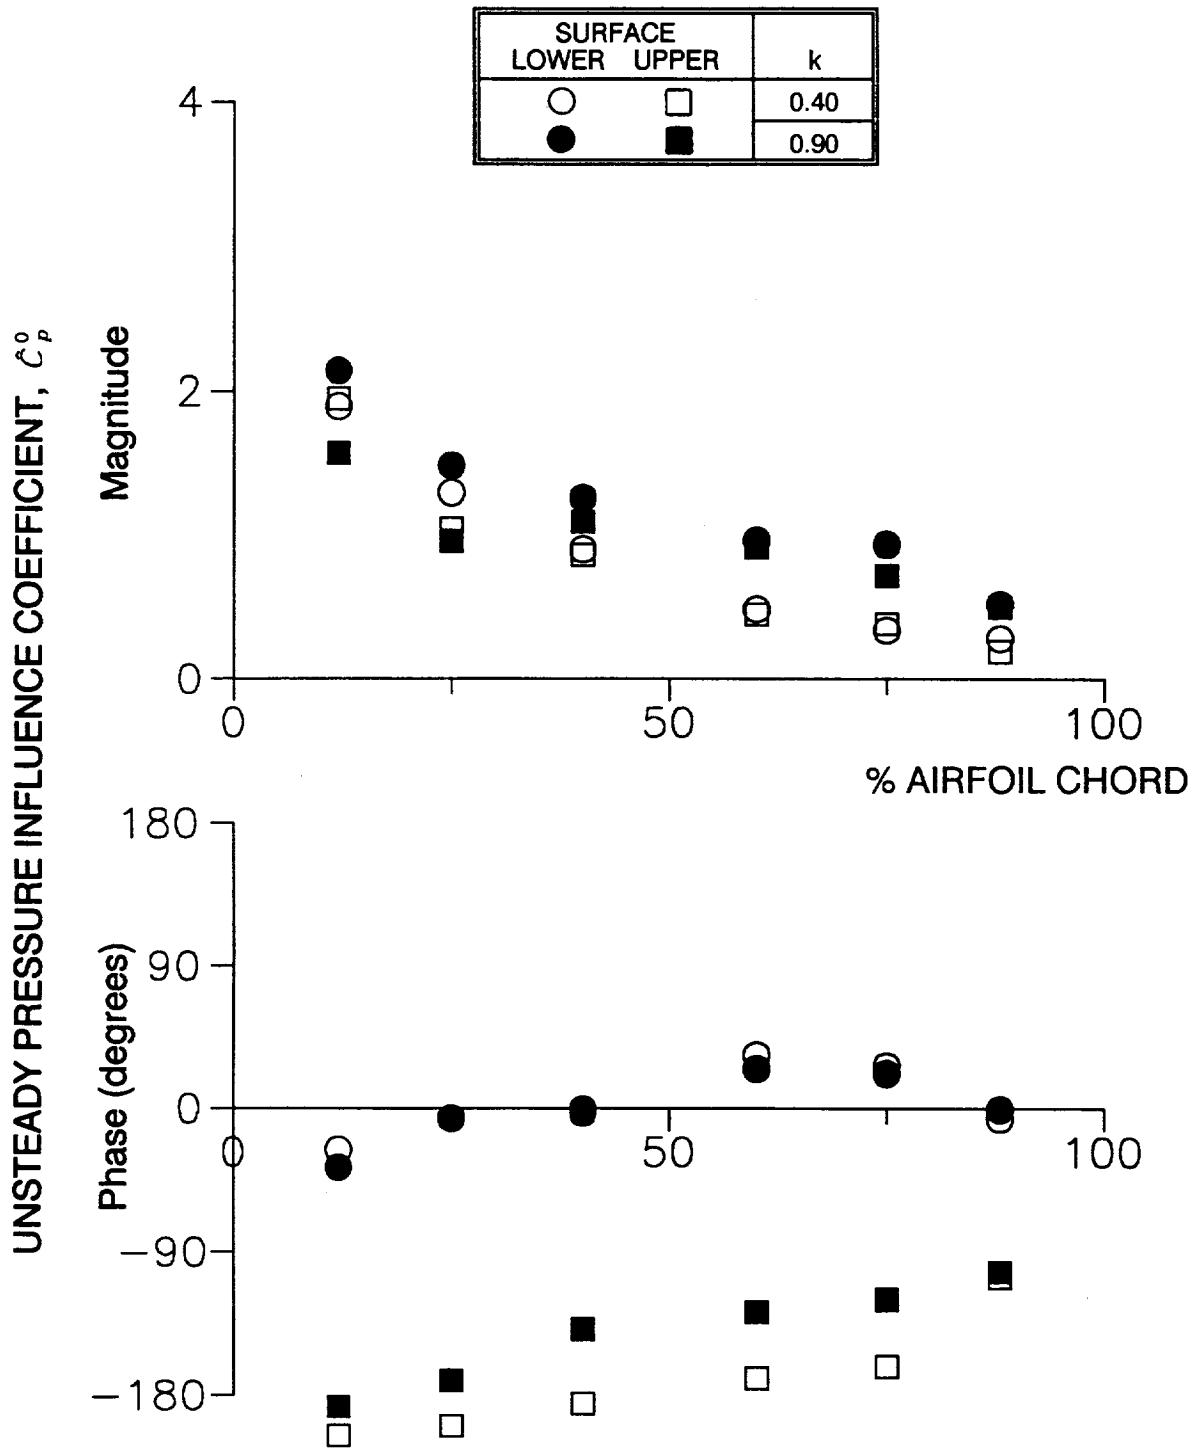 SURFACE
LOWER UPPER k
0.40
0.90
4
2
0
0 50 100
% AIRFOIL CHORD
Magnitude
UNSTEADY PRESSURE INFLUENCE COEFFICIENT, Ĉ⁰ₚ
180
90
0
0 50 100
-90
-180
Phase (degrees)